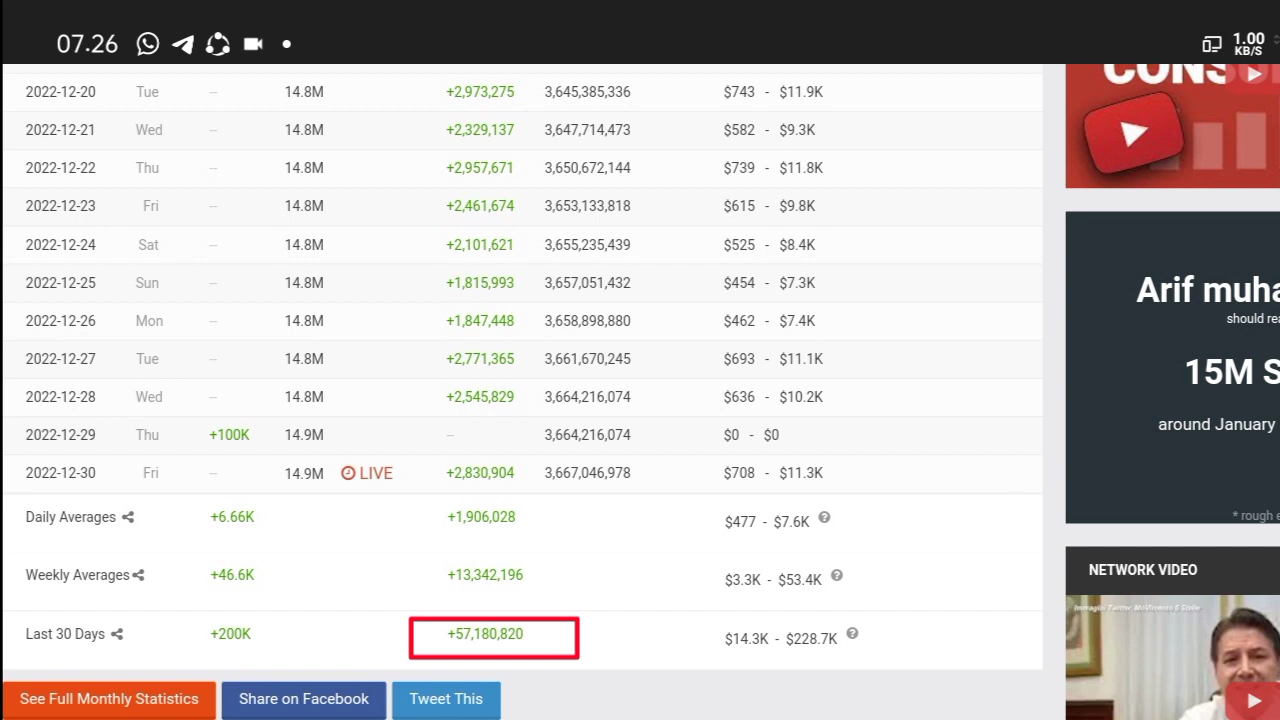 07.26
1.00
KB/S
2022-12-20 Tue -- 14.8M +2,973,275 3,645,385,336 $743 - $11.9K
2022-12-21 Wed -- 14.8M +2,329,137 3,647,714,473 $582 - $9.3K
2022-12-22 Thu -- 14.8M +2,957,671 3,650,672,144 $739 - $11.8K
2022-12-23 Fri -- 14.8M +2,461,674 3,653,133,818 $615 - $9.8K
2022-12-24 Sat -- 14.8M +2,101,621 3,655,235,439 $525 - $8.4K
2022-12-25 Sun -- 14.8M +1,815,993 3,657,051,432 $454 - $7.3K
2022-12-26 Mon -- 14.8M +1,847,448 3,658,898,880 $462 - $7.4K
2022-12-27 Tue -- 14.8M +2,771,365 3,661,670,245 $693 - $11.1K
2022-12-28 Wed -- 14.8M +2,545,829 3,664,216,074 $636 - $10.2K
2022-12-29 Thu +100K 14.9M -- 3,664,216,074 $0 - $0
2022-12-30 Fri -- 14.9M LIVE +2,830,904 3,667,046,978 $708 - $11.3K
Daily Averages +6.66K +1,906,028 $477 - $7.6K
Weekly Averages +46.6K +13,342,196 $3.3K - $53.4K
Last 30 Days +200K +57,180,820 $14.3K - $228.7K
See Full Monthly Statistics Share on Facebook Tweet This
Arif muha
should rea
15M S
around January
* rough e
NETWORK VIDEO